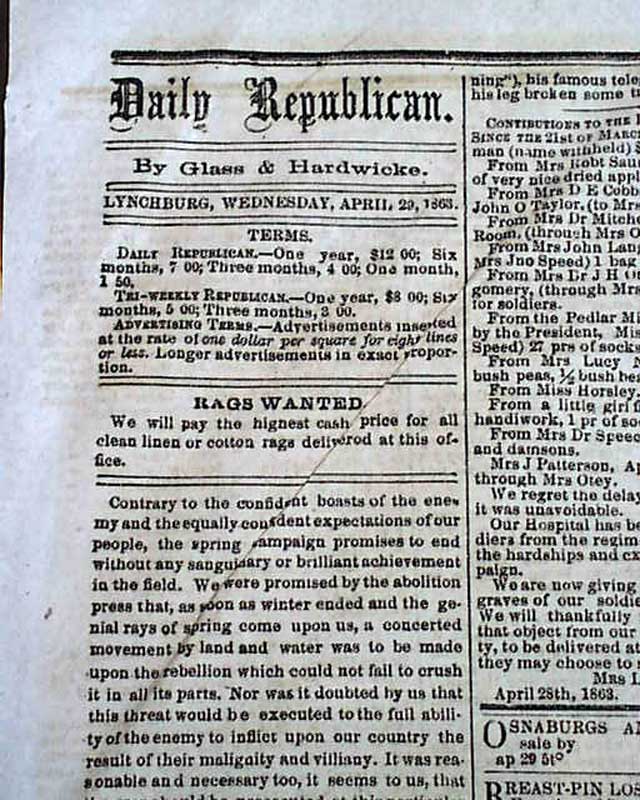 Daily Republican.
By Glass & Hardwicke.
LYNCHBURG, WEDNESDAY, APRIL 29, 1863.
TERMS.
DAILY REPUBLICAN.—One year, $12 00; Six
months, 7 00; Three months, 4 00; One month,
1 50.
TRI-WEEKLY REPUBLICAN.—One year, $8 00; Six
months, 5 00; Three months, 3 00.
ADVERTISING TERMS.—Advertisements inserted
at the rate of one dollar per square for eight lines
or less. Longer advertisements in exact propor-
tion.
RAGS WANTED
We will pay the highest cash price for all
clean linen or cotton rags delivered at this of-
fice.
Contrary to the confident boasts of the ene-
my and the equally confident expectations of our
people, the spring campaign promises to end
without any sanguinary or brilliant achievement
in the field. We were promised by the abolition
press that, as soon as winter ended and the ge-
nial rays of spring come upon us, a concerted
movement by land and water was to be made
upon the rebellion which could not fail to crush
it in all its parts. Nor was it doubted by us that
this threat would be executed to the full abili-
ty of the enemy to inflict upon our country the
result of their malignity and villiany. It was rea-
sonable and necessary too, it seems to us, that
ning"), his famous
his leg broken some
CONTIBUTIONS TO THE
SINCE THE 21st OF MARCH
man (name withheld)
From Mrs Robt
of very nice dried
From Mrs D E Cobb
John O Taylor, (to Mrs
From Mrs Dr
Room, (through Mrs O
From Mrs John
Mrs Jno Speed) 1 bag
From Mrs Dr J H
gomery, (through Mrs
for soldiers.
From the Pedlar
by the President,
Speed) 27 prs of socks
From Mrs Lucy
bush peas, ½ bush
From Miss Horsley.
From a little girl
handiwork, 1 pr of
From Mrs Dr Speed
and damsons.
Mrs J Patterson,
through Mrs Otey.
We regret the delay
it was unavoidable.
Our Hospital has
diers from the
the hardships and
paign.
We are now giving
graves of our
We will thankfully
that object from our
ty, to be delivered at
they may choose to
Mrs
April 28th, 1863.
OSNABURGS
sale by
ap 29 5t°
BREAST-PIN